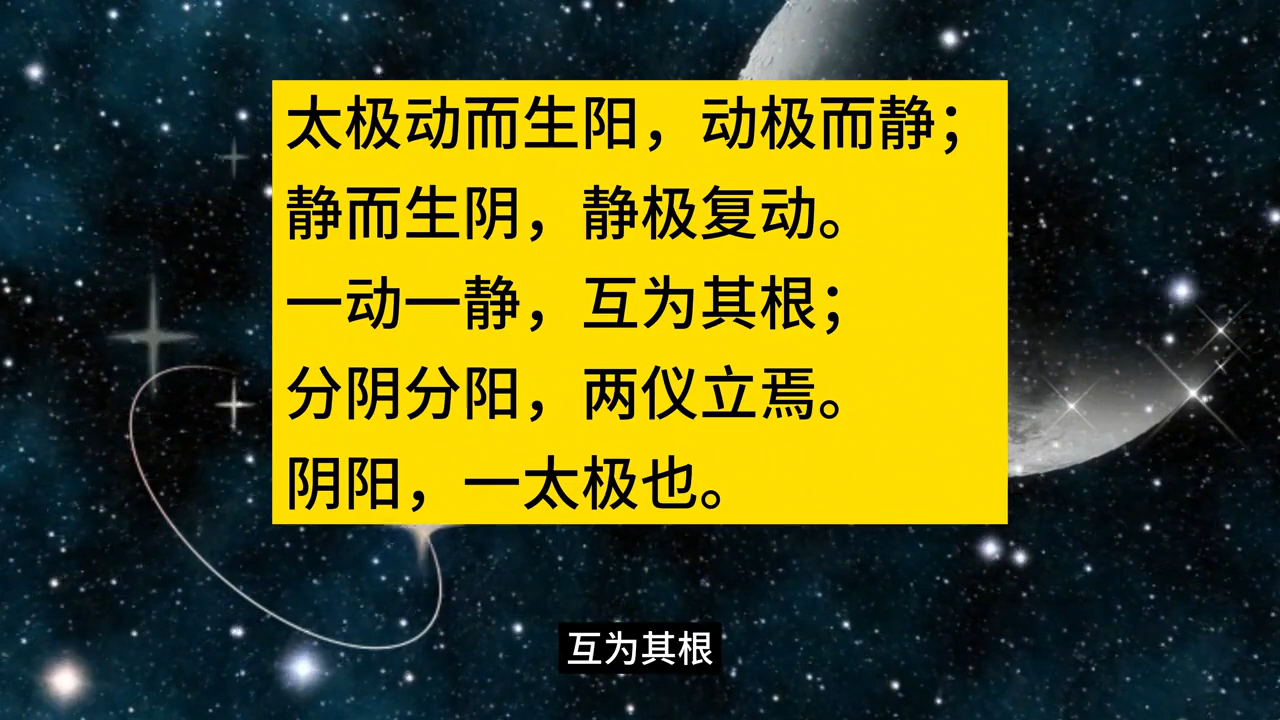 太极动而生阳，动极而静；
静而生阴，静极复动。
一动一静，互为其根；
分阴分阳，两仪立焉。
阴阳，一太极也。
互为其根